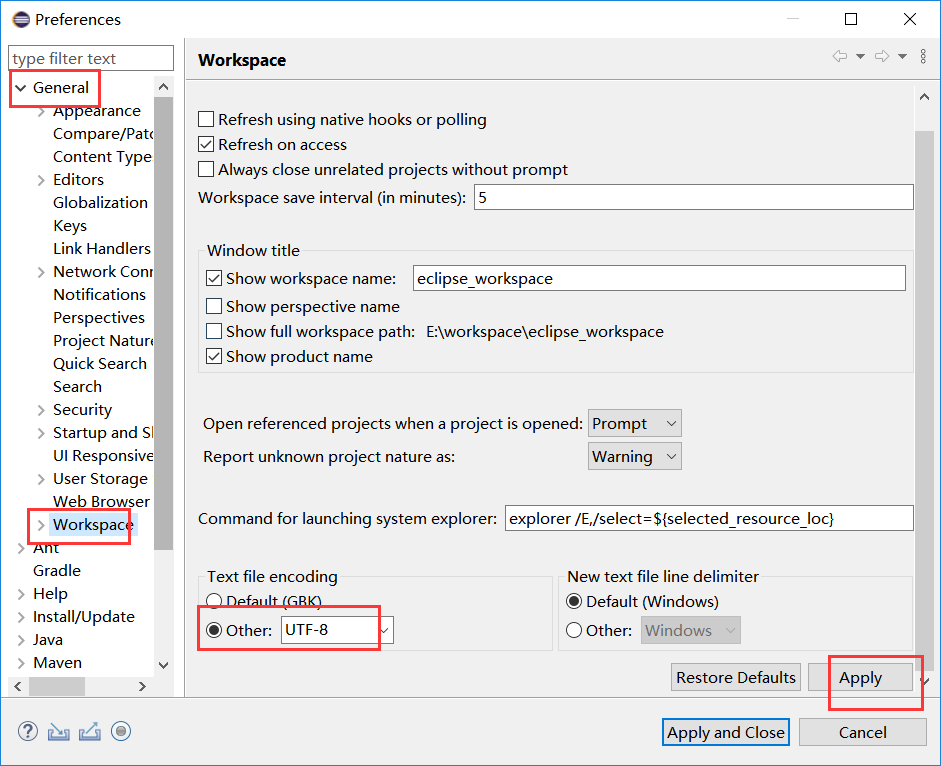 Preferences
type filter text
General
Appearance
Compare/Patc
Content Type
Editors
Globalization
Keys
Link Handlers
Network Conn
Notifications
Perspectives
Project Nature
Quick Search
Search
Security
Startup and Sl
UI Responsive
User Storage
Web Browser
Workspace
Ant
Gradle
Help
Install/Update
Java
Maven
Workspace
Refresh using native hooks or polling
Refresh on access
Always close unrelated projects without prompt
Workspace save interval (in minutes): 5
Window title
Show workspace name: eclipse_workspace
Show perspective name
Show full workspace path: E:\workspace\eclipse_workspace
Show product name
Open referenced projects when a project is opened: Prompt
Report unknown project nature as: Warning
Command for launching system explorer: explorer /E,/select=${selected_resource_loc}
Text file encoding
Default (GBK)
Other: UTF-8
New text file line delimiter
Default (Windows)
Other: Windows
Restore Defaults Apply
Apply and Close Cancel